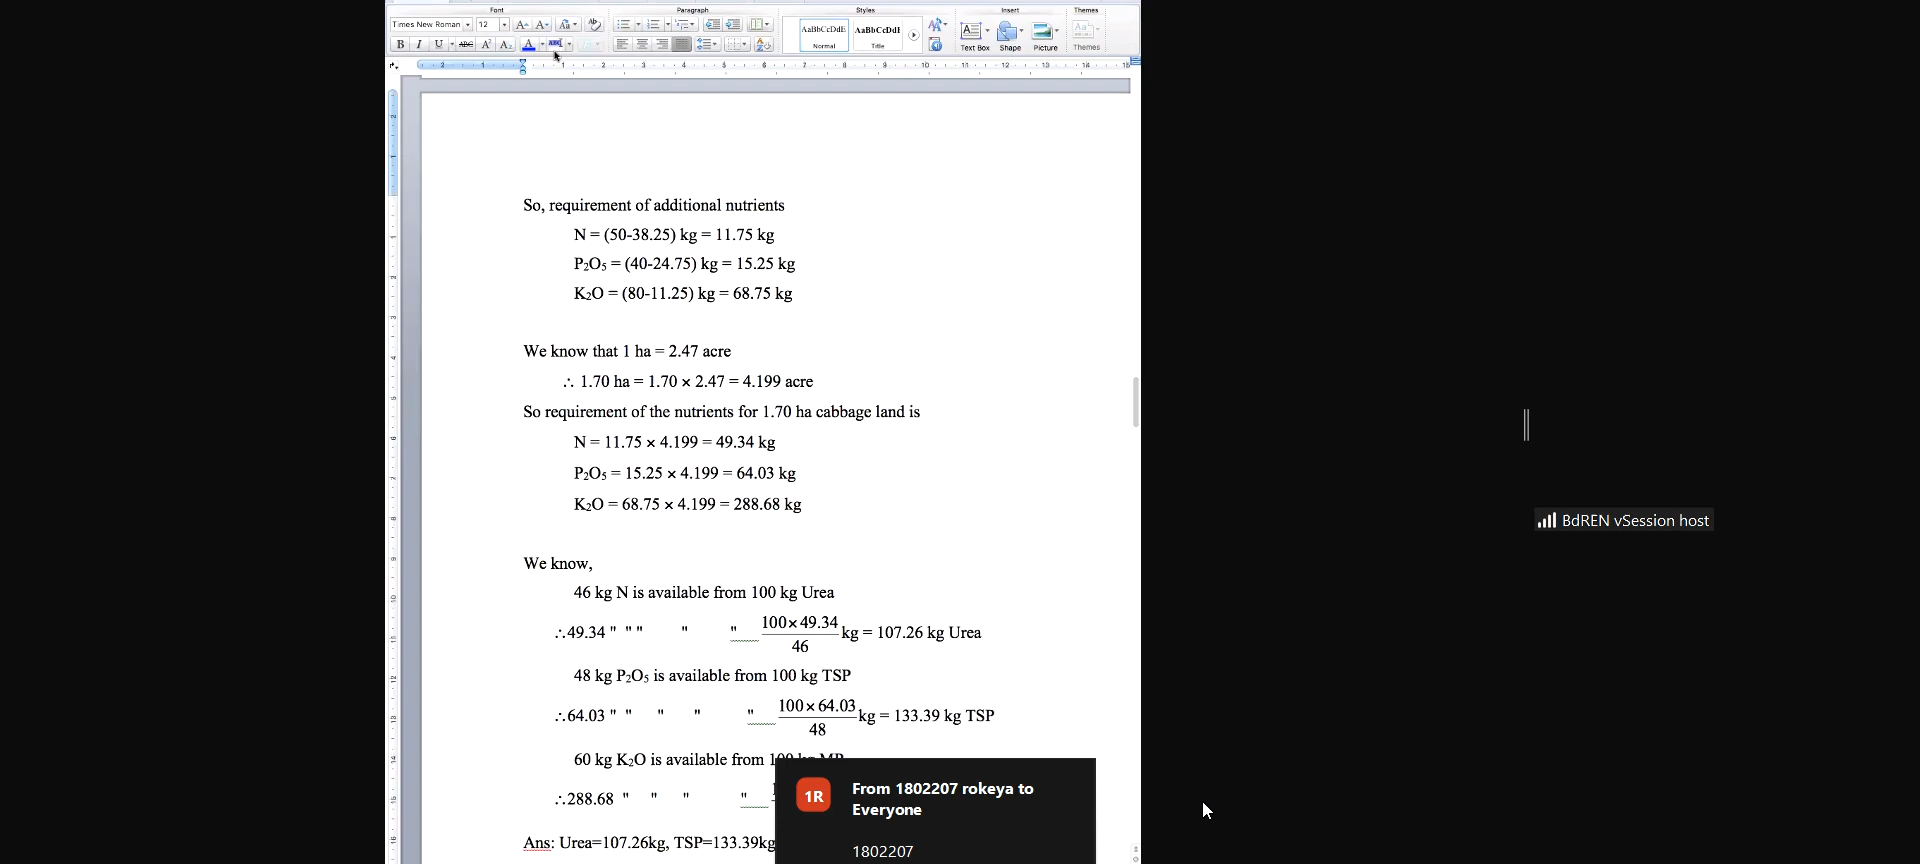 Font Paragraph Styles Insert Themes
Times New Roman 12 AaBbCcDdE AaBbCcDdI
Normal Title Text Box Shape Picture Themes
So, requirement of additional nutrients
N = (50-38.25) kg = 11.75 kg
P₂O₅ = (40-24.75) kg = 15.25 kg
K₂O = (80-11.25) kg = 68.75 kg
We know that 1 ha = 2.47 acre
∴ 1.70 ha = 1.70 × 2.47 = 4.199 acre
So requirement of the nutrients for 1.70 ha cabbage land is
N = 11.75 × 4.199 = 49.34 kg
P₂O₅ = 15.25 × 4.199 = 64.03 kg
K₂O = 68.75 × 4.199 = 288.68 kg
We know,
46 kg N is available from 100 kg Urea
∴49.34 " " " " " 100×49.34/46 kg = 107.26 kg Urea
48 kg P₂O₅ is available from 100 kg TSP
∴64.03 " " " " " 100×64.03/48 kg = 133.39 kg TSP
60 kg K₂O is available from 100 kg MP
∴288.68 " " " "
Ans: Urea=107.26kg, TSP=133.39kg
From 1802207 rokeya to
Everyone
1802207
1R
BdREN vSession host